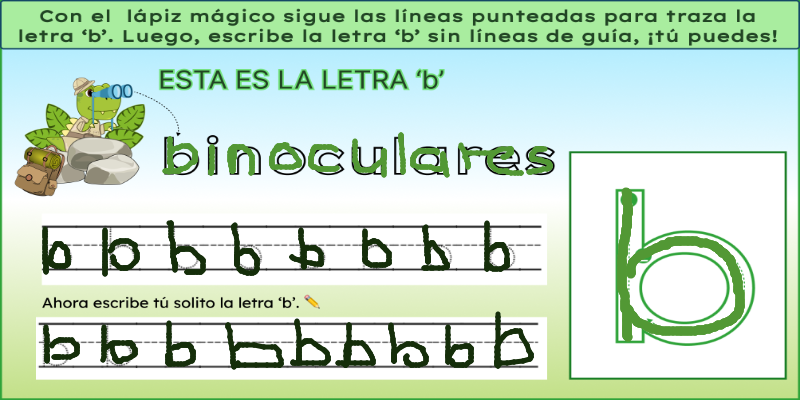 Con el lápiz mágico sigue las líneas punteadas para traza la
letra ‘b’. Luego, escribe la letra ‘b’ sin líneas de guía, ¡tú puedes!
ESTA ES LA LETRA ‘b’
binoculares
b b b b b b b b
Ahora escribe tú solito la letra ‘b’. ✏️
b b b b b b b b b
b